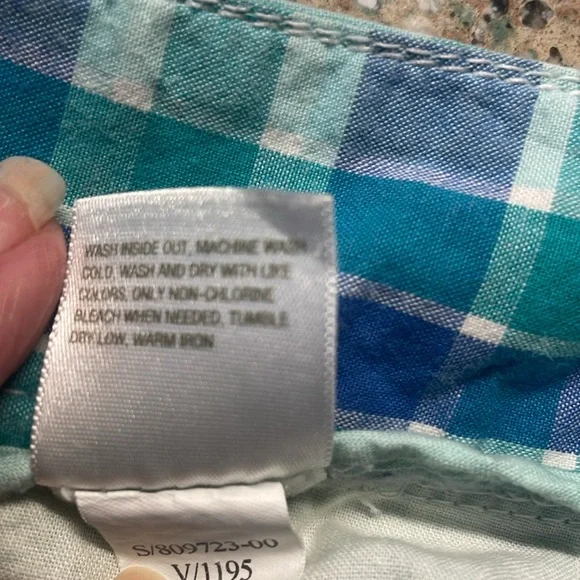 WASH INSIDE OUT, MACHINE WASH
COLD, WASH AND DRY WITH LIKE
COLORS, ONLY NON-CHLORINE
BLEACH WHEN NEEDED, TUMBLE
DRY LOW, WARM IRON
S/809723-00
V/1195